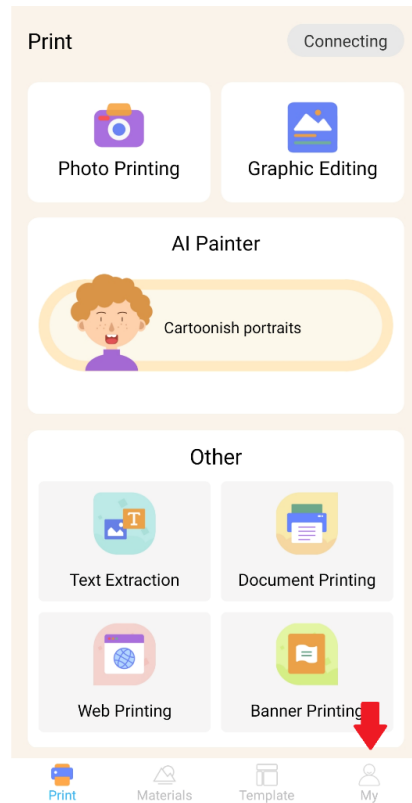 Print
Connecting
Photo Printing
Graphic Editing
AI Painter
Cartoonish portraits
Other
T
Text Extraction
Document Printing
Web Printing
Banner Printing
Print
Materials
Template
My